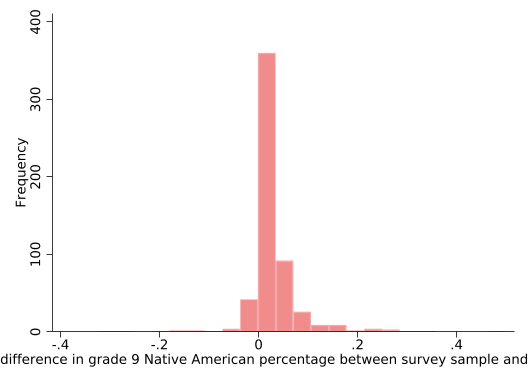 400
300
200
100
0
Frequency
-.4 -.2 0 .2 .4
difference in grade 9 Native American percentage between survey sample and